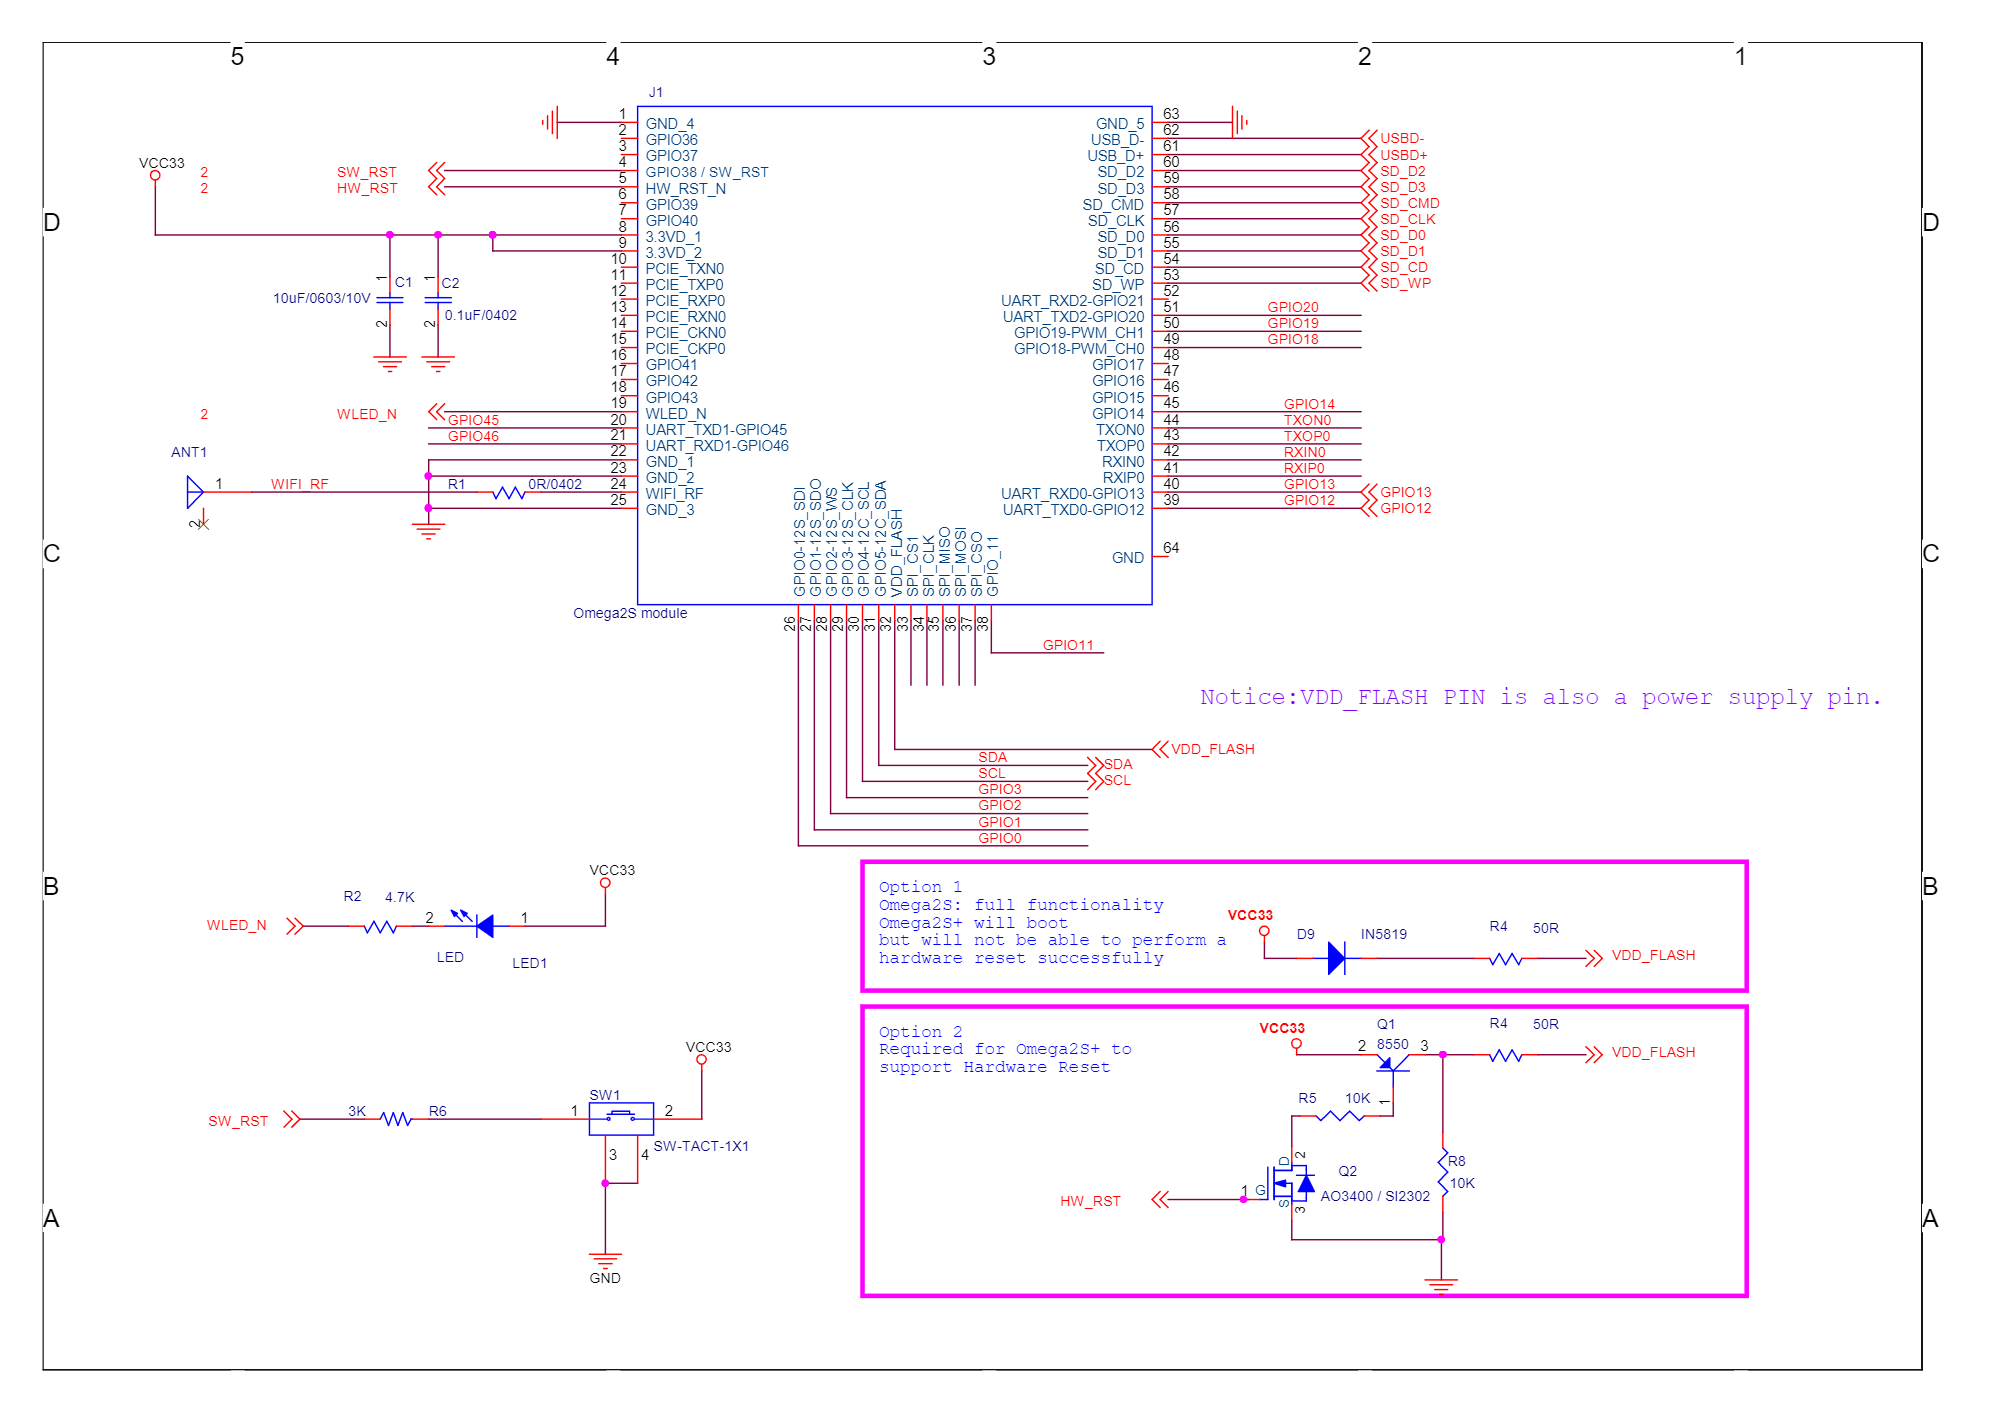 5 4 3 2 1
D
C
B
A
D
C
B
A
J1
Omega2S module
1 GND_4
2 GPIO36
3 GPIO37
4 GPIO38 / SW_RST
5 HW_RST_N
6 GPIO39
7 GPIO40
8 3.3VD_1
9 3.3VD_2
10 PCIE_TXN0
11 PCIE_TXP0
12 PCIE_RXP0
13 PCIE_RXN0
14 PCIE_CKN0
15 PCIE_CKP0
16 GPIO41
17 GPIO42
18 GPIO43
19 WLED_N
20 UART_TXD1-GPIO45
21 UART_RXD1-GPIO46
22 GND_1
23 GND_2
24 WIFI_RF
25 GND_3
GND_5 63
USB_D- 62 USBD-
USB_D+ 61 USBD+
SD_D2 60 SD_D2
SD_D3 59 SD_D3
SD_CMD 58 SD_CMD
SD_CLK 57 SD_CLK
SD_D0 56 SD_D0
SD_D1 55 SD_D1
SD_CD 54 SD_CD
SD_WP 53 SD_WP
UART_RXD2-GPIO21 52
UART_TXD2-GPIO20 51 GPIO20
GPIO19-PWM_CH1 50 GPIO19
GPIO18-PWM_CH0 49 GPIO18
GPIO17 48
GPIO16 47
GPIO15 46
GPIO14 45 GPIO14
TXON0 44 TXON0
TXOP0 43 TXOP0
RXIN0 42 RXIN0
RXIP0 41 RXIP0
UART_RXD0-GPIO13 40 GPIO13 GPIO13
UART_TXD0-GPIO12 39 GPIO12 GPIO12
GND 64
GPIO0-12S_SDI 26
GPIO1-12S_SDO 27
GPIO2-12S_WS 28
GPIO3-12S_CLK 29
GPIO4-12C_SCL 30
GPIO5-12C_SDA 31
VDD_FLASH 32
SPI_CS1 33
SPI_CLK 34
SPI_MISO 35
SPI_MOSI 36
SPI_CSO 37
GPIO_11 38
GPIO11
VCC33
2 SW_RST
2 HW_RST
C1
1
2
10uF/0603/10V
C2
1
2
0.1uF/0402
2 WLED_N
GPIO45
GPIO46
ANT1
1
2
WIFI_RF
R1 0R/0402
Notice:VDD_FLASH PIN is also a power supply pin.
VDD_FLASH
SDA SDA
SCL SCL
GPIO3
GPIO2
GPIO1
GPIO0
VCC33
R2 4.7K
WLED_N
2 1
LED LED1
VCC33
SW1
SW_RST
3K R6
1 2
SW-TACT-1X1
3 4
GND
Option 1
Omega2S: full functionality
Omega2S+ will boot
but will not be able to perform a
hardware reset successfully
VCC33
D9 IN5819
R4 50R
VDD_FLASH
Option 2
Required for Omega2S+ to
support Hardware Reset
VCC33
Q1
8550
2 3
1
R4 50R
VDD_FLASH
R5 10K
D 2
G 1
S 3
Q2
AO3400 / SI2302
R8
10K
HW_RST